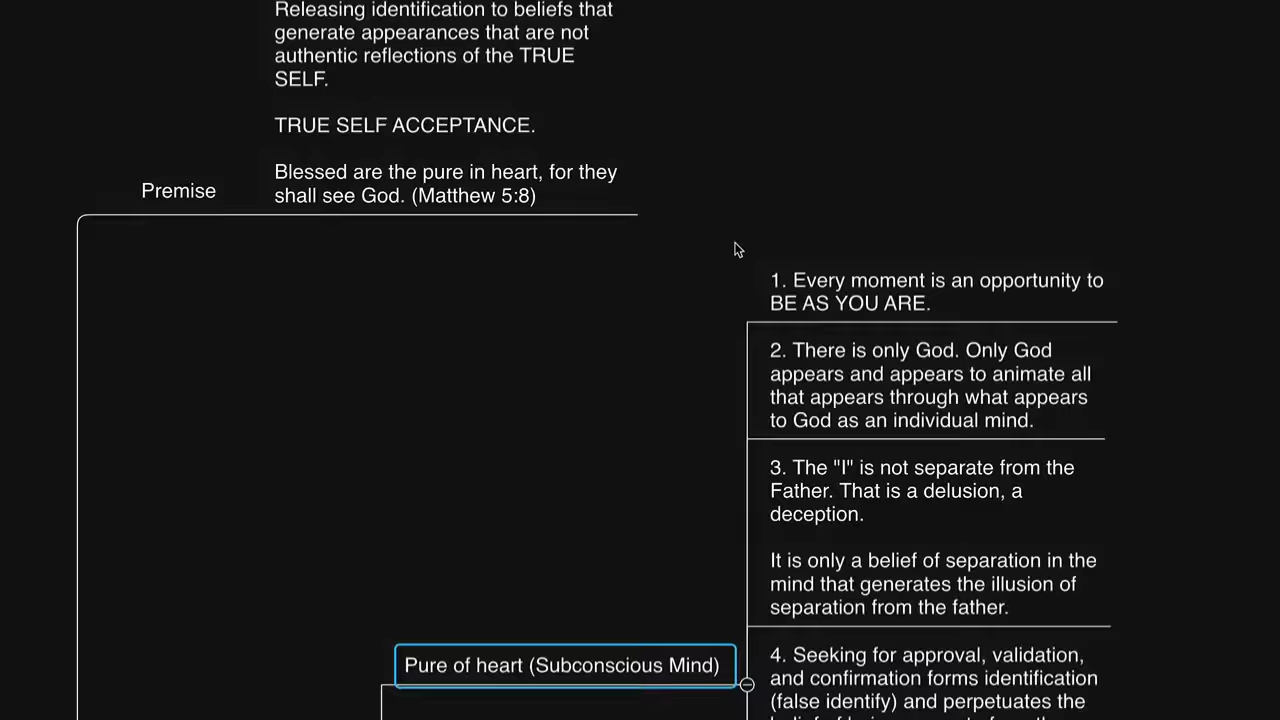 Releasing identification to beliefs that
generate appearances that are not
authentic reflections of the TRUE
SELF.
TRUE SELF ACCEPTANCE.
Blessed are the pure in heart, for they
shall see God. (Matthew 5:8)
Premise
1. Every moment is an opportunity to
BE AS YOU ARE.
2. There is only God. Only God
appears and appears to animate all
that appears through what appears
to God as an individual mind.
3. The "I" is not separate from the
Father. That is a delusion, a
deception.
It is only a belief of separation in the
mind that generates the illusion of
separation from the father.
Pure of heart (Subconscious Mind)
4. Seeking for approval, validation,
and confirmation forms identification
(false identify) and perpetuates the